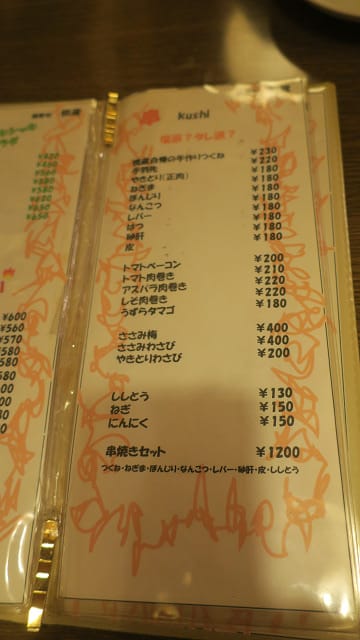 串 kushi
塩派？タレ派？
自慢の手作りつくね ¥230
手羽先 ¥220
やきとり(正肉) ¥180
ねぎま ¥180
ぼんじり ¥180
なんこつ ¥180
レバー ¥180
はつ ¥180
砂肝 ¥180
皮
トマトベーコン ¥200
トマト肉巻き ¥210
アスパラ肉巻き ¥220
しそ肉巻き ¥220
うずらタマゴ ¥180
ささみ梅 ¥400
ささみわさび ¥400
やきとりわさび ¥200
ししとう ¥130
ねぎ ¥150
にんにく ¥150
串焼きセット ¥1200
つくね・ねぎま・ぼんじり・なんこつ・レバー・砂肝・皮・ししとう
¥600
¥560
¥570